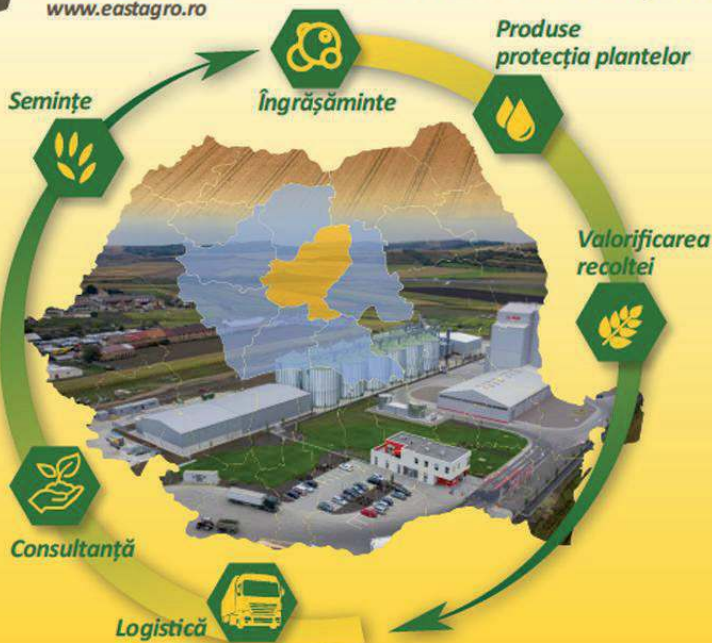 www.eastagro.ro
Produse
protecția plantelor
Semințe
Îngrășăminte
Valorificarea
recoltei
Consultanță
Logistică